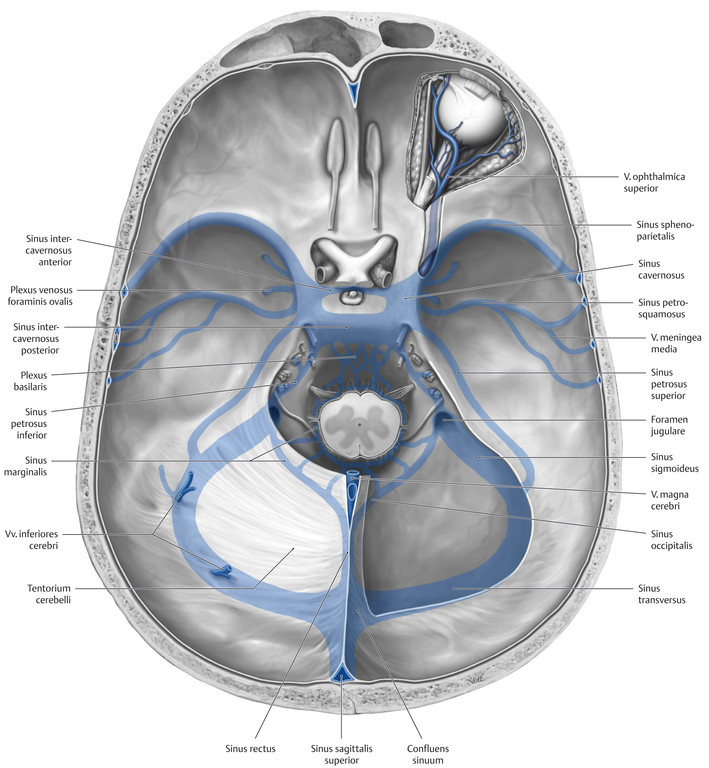 V. ophthalmica
superior
Sinus spheno-
parietalis
Sinus
cavernosus
Sinus petro-
squamosus
V. meningea
media
Sinus
petrosus
superior
Foramen
jugulare
Sinus
sigmoideus
V. magna
cerebri
Sinus
occipitalis
Sinus
transversus
Sinus inter-
cavernosus
anterior
Plexus venosus
foraminis ovalis
Sinus inter-
cavernosus
posterior
Plexus
basilaris
Sinus
petrosus
inferior
Sinus
marginalis
Vv. inferiores
cerebri
Tentorium
cerebelli
Sinus rectus
Sinus sagittalis
superior
Confluens
sinuum